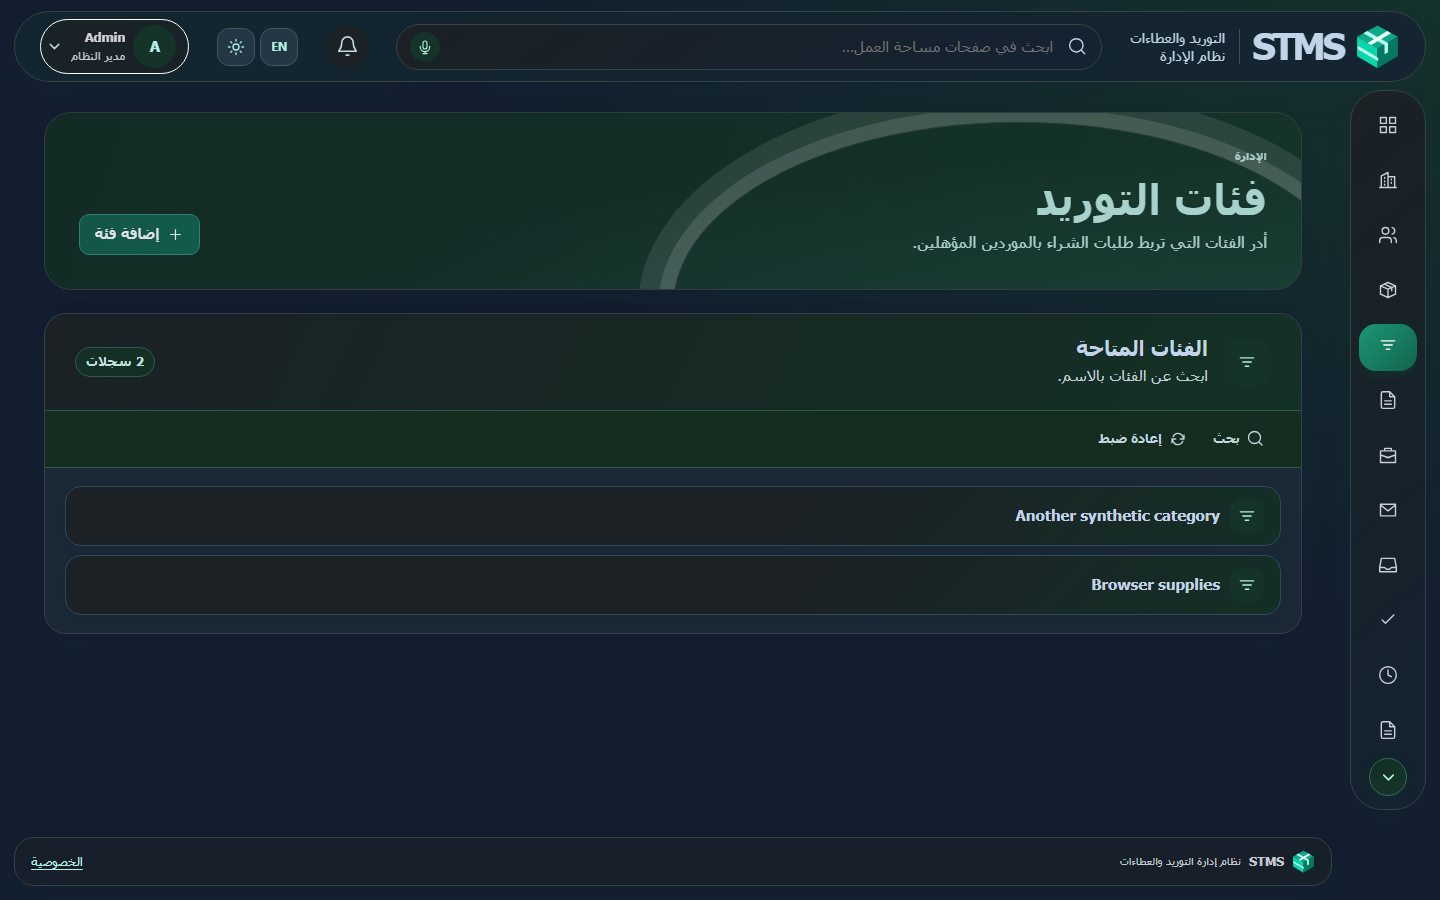 STMS
التوريد والعطاءات
نظام الإدارة
ابحث في صفحات مساحة العمل...
EN
A
Admin
مدير النظام
الإدارة
فئات التوريد
أدر الفئات التي تربط طلبات الشراء بالموردين المؤهلين.
إضافة فئة
الفئات المتاحة
ابحث عن الفئات بالاسم.
2 سجلات
بحث
إعادة ضبط
Another synthetic category
Browser supplies
STMS
نظام إدارة التوريد والعطاءات
الخصوصية